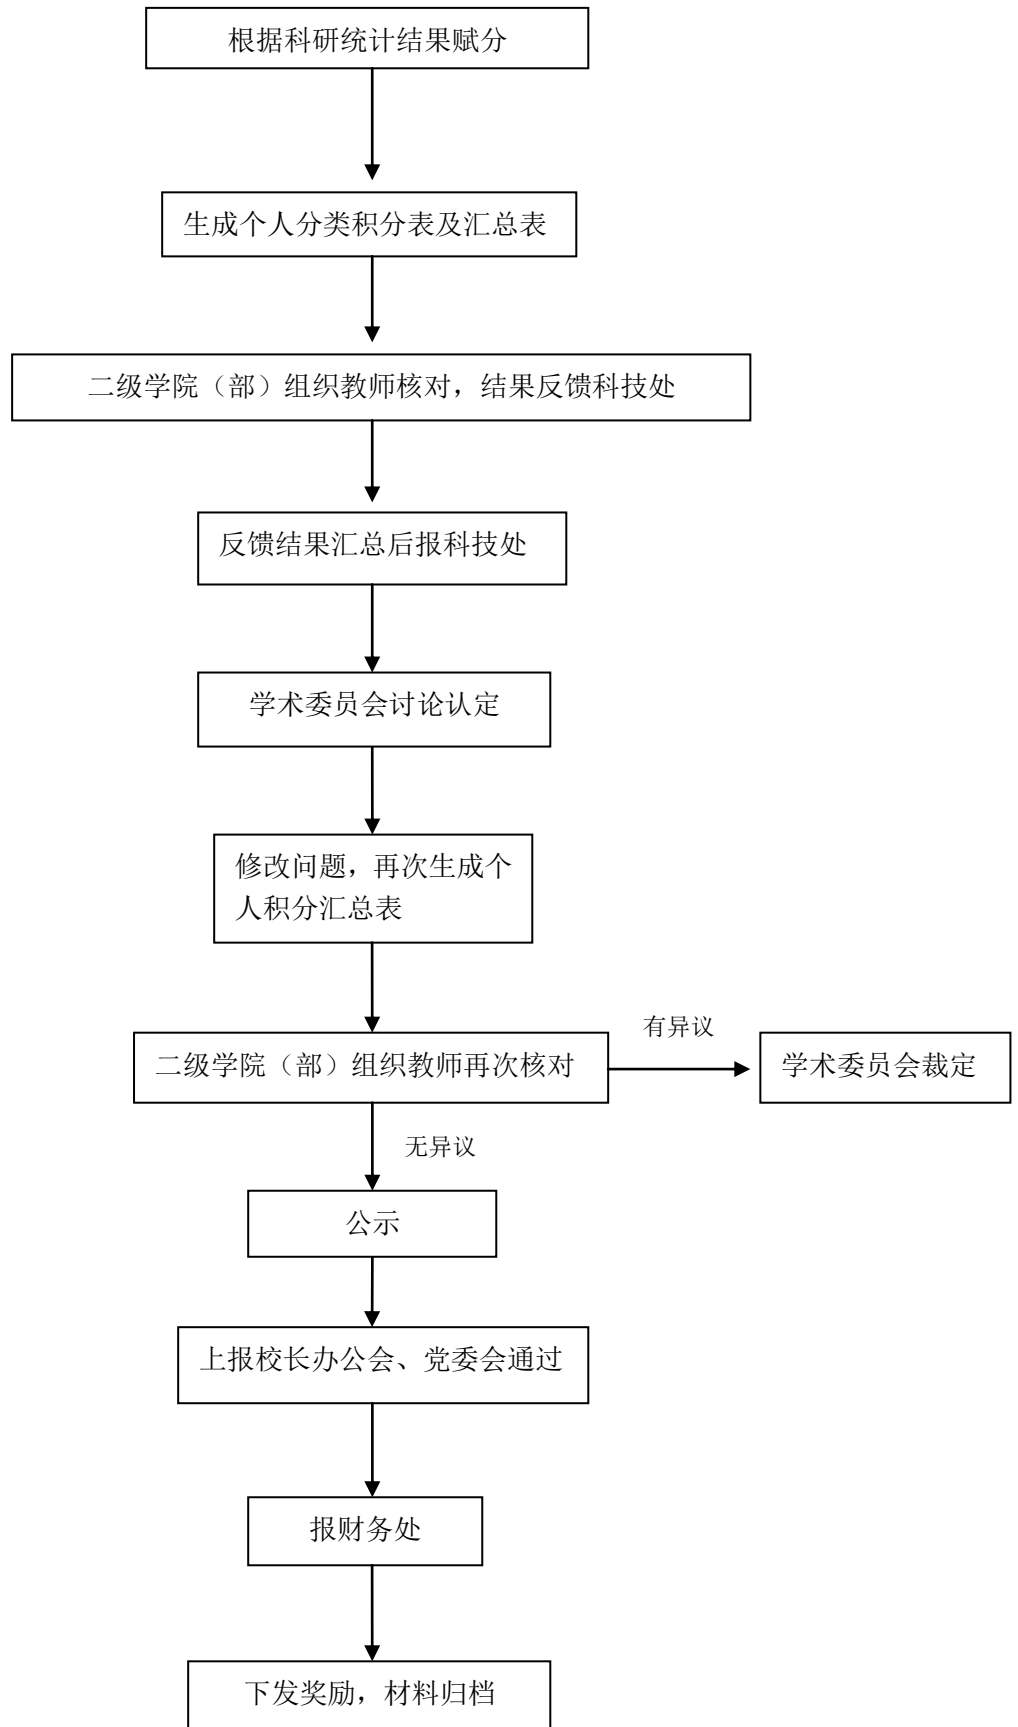 根据科研统计结果赋分
生成个人分类积分表及汇总表
二级学院（部）组织教师核对，结果反馈科技处
反馈结果汇总后报科技处
学术委员会讨论认定
修改问题，再次生成个
人积分汇总表
有异议
二级学院（部）组织教师再次核对
学术委员会裁定
无异议
公示
上报校长办公会、党委会通过
报财务处
下发奖励，材料归档